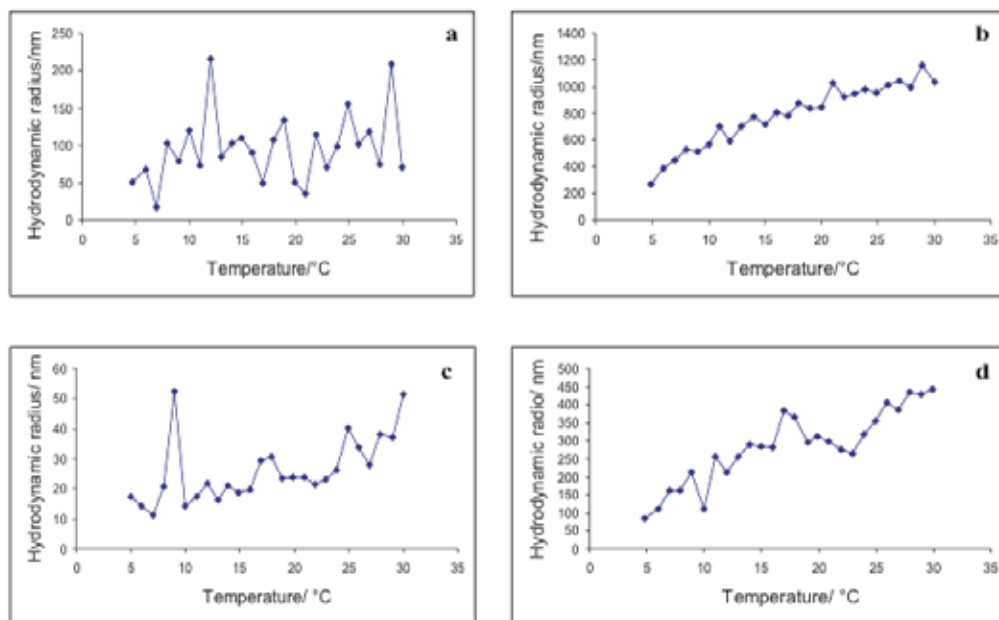 a
Hydrodynamic radius/nm
250
200
150
100
50
0
0 5 10 15 20 25 30 35
Temperature/°C
b
Hydrodynamic radius/nm
1400
1200
1000
800
600
400
200
0
0 5 10 15 20 25 30 35
Temperature/°C
c
Hydrodynamic radius/ nm
60
50
40
30
20
10
0
0 5 10 15 20 25 30 35
Temperature/ °C
d
Hydrodynamic radio/ nm
500
450
400
350
300
250
200
150
100
50
0
0 5 10 15 20 25 30 35
Temperature/ °C